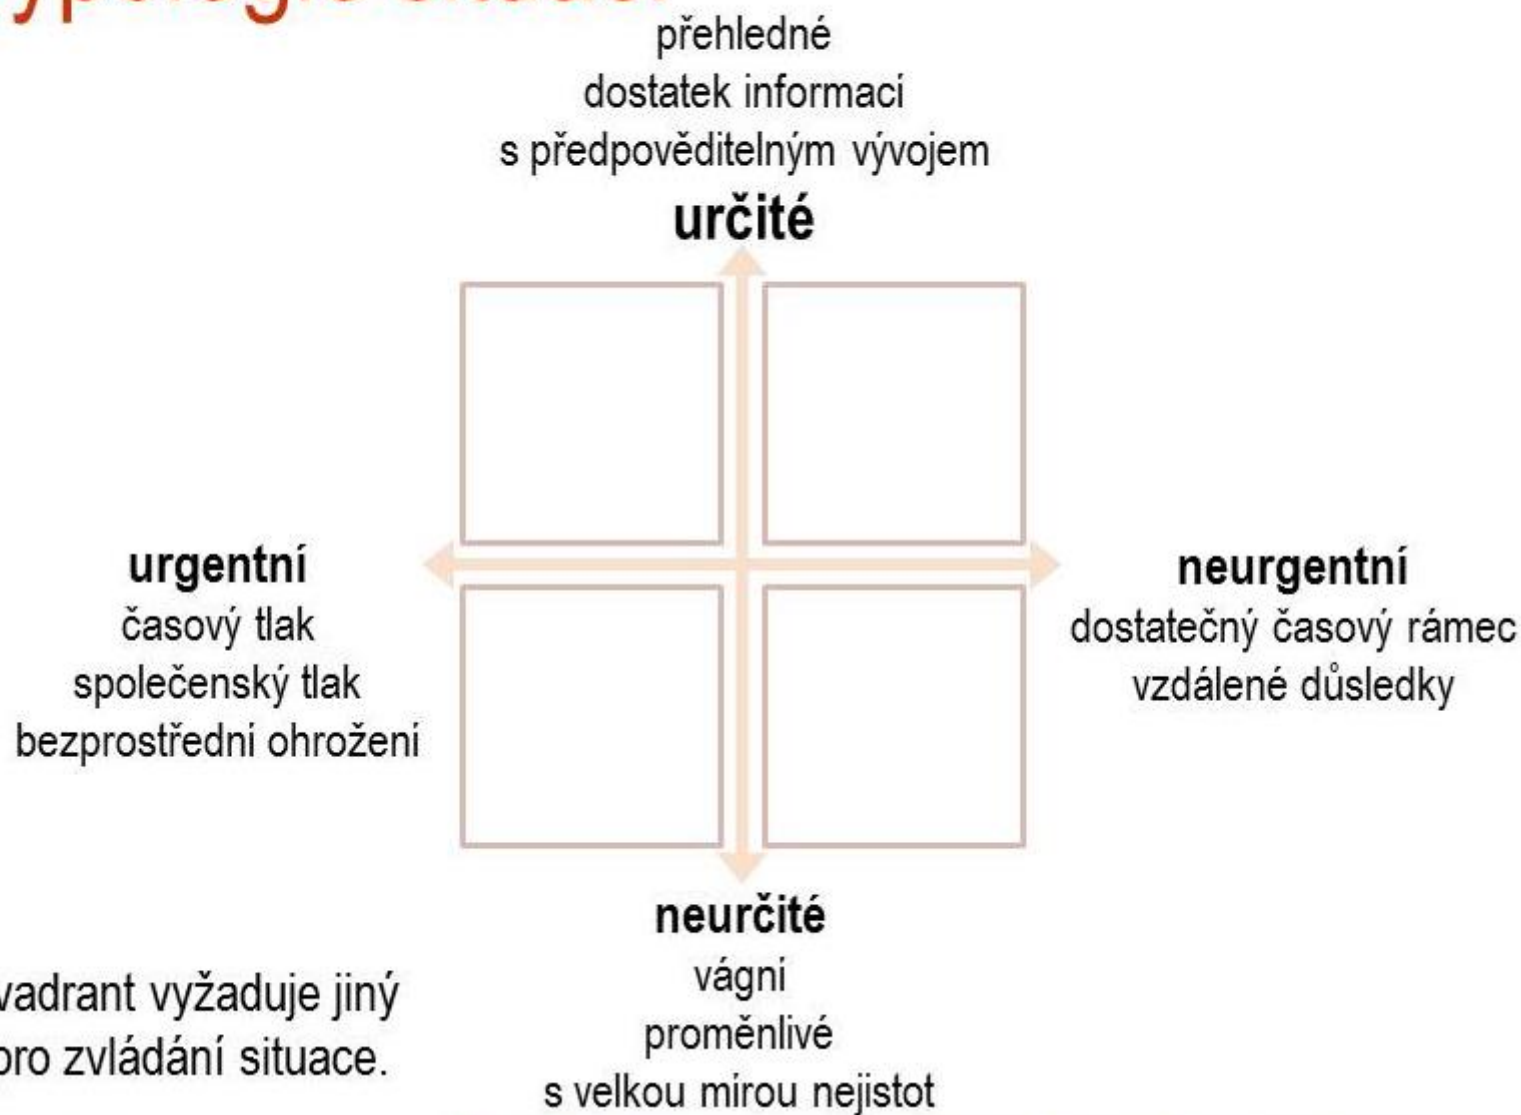 přehledné
dostatek informací
s předpověditelným vývojem
určité
urgentní
časový tlak
společenský tlak
bezprostřední ohrožení
neurgentní
dostatečný časový rámec
vzdálené důsledky
neurčité
vágní
proměnlivé
s velkou mírou nejistot
vadrant vyžaduje jiný
pro zvládání situace.